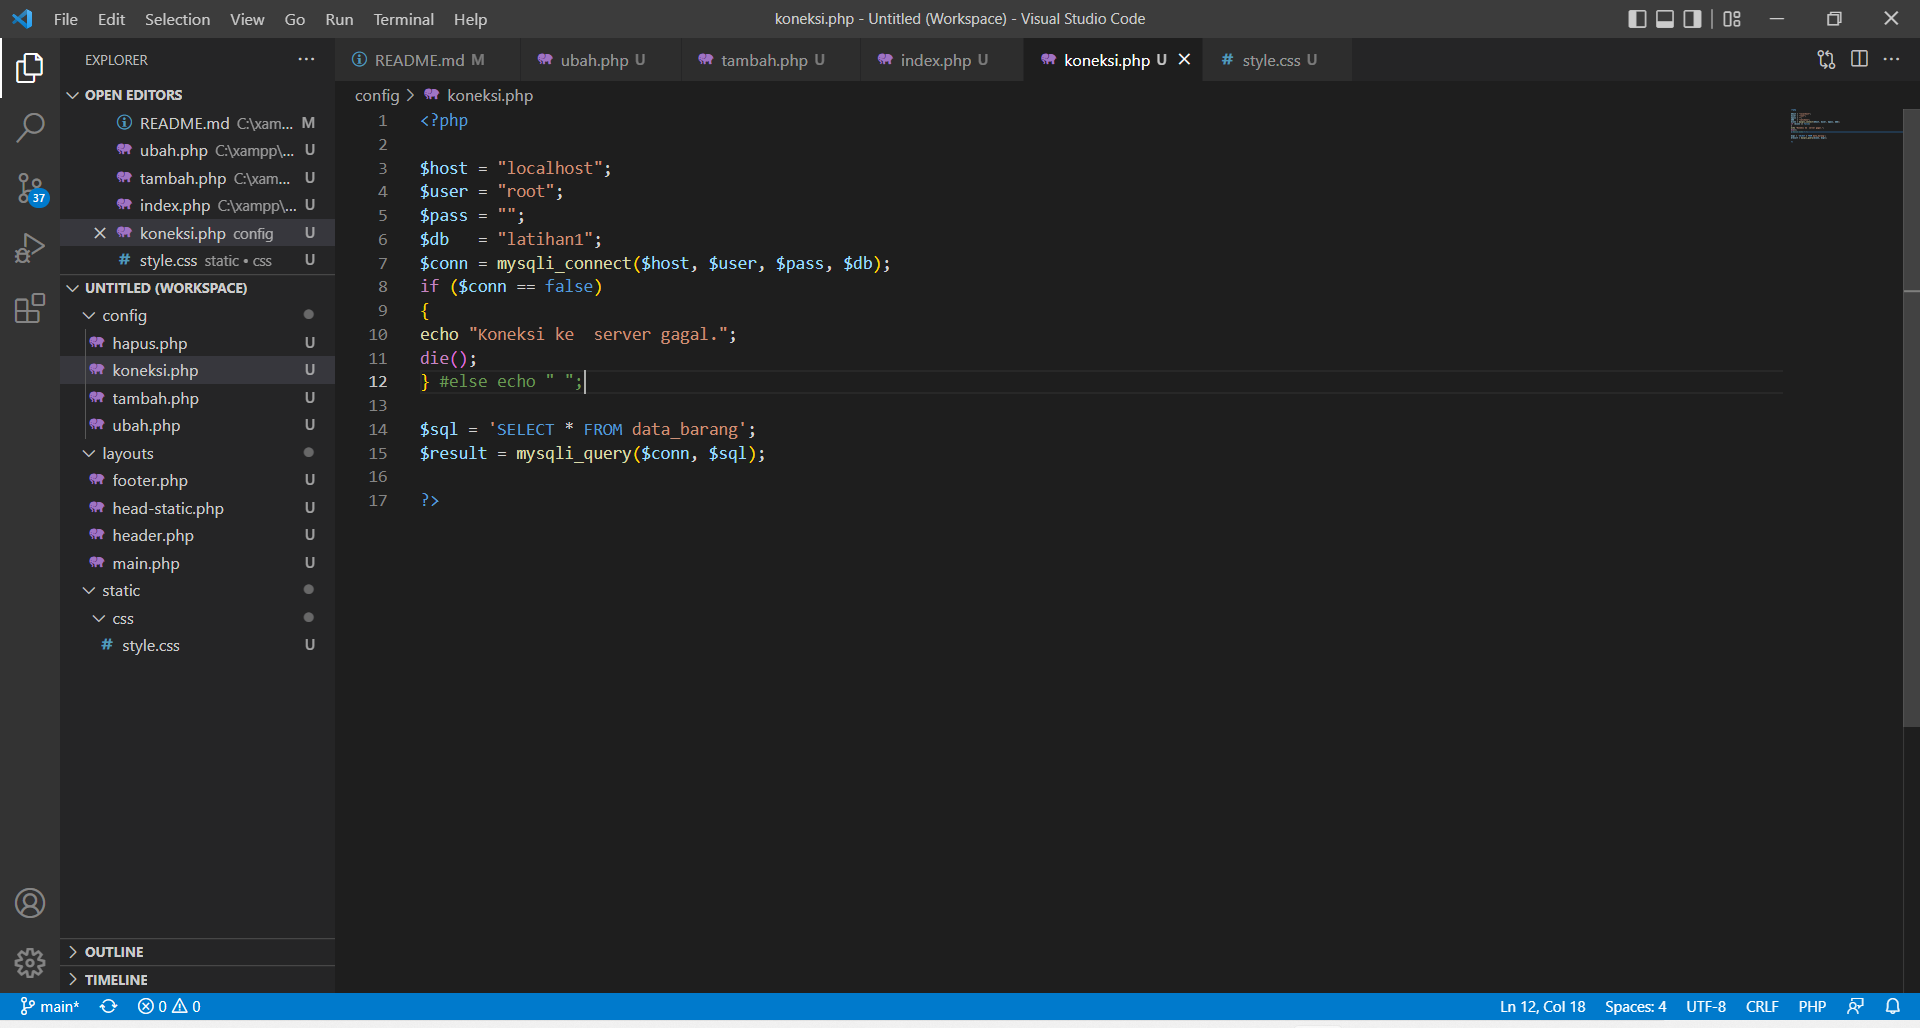 File Edit Selection View Go Run Terminal Help
koneksi.php - Untitled (Workspace) - Visual Studio Code
EXPLORER
OPEN EDITORS
README.md C:\xam... M
ubah.php C:\xampp\... U
tambah.php C:\xam... U
index.php C:\xampp\... U
koneksi.php config U
style.css static • css U
UNTITLED (WORKSPACE)
config
hapus.php U
koneksi.php U
tambah.php U
ubah.php U
layouts
footer.php U
head-static.php U
header.php U
main.php U
static
css
style.css U
OUTLINE
TIMELINE
37
README.md M ubah.php U tambah.php U index.php U koneksi.php U style.css U
config > koneksi.php
1 <?php
2
3 $host = "localhost";
4 $user = "root";
5 $pass = "";
6 $db   = "latihan1";
7 $conn = mysqli_connect($host, $user, $pass, $db);
8 if ($conn == false)
9 {
10 echo "Koneksi ke  server gagal.";
11 die();
12 } #else echo " ";
13
14 $sql = 'SELECT * FROM data_barang';
15 $result = mysqli_query($conn, $sql);
16
17 ?>
main* 0 0
Ln 12, Col 18 Spaces: 4 UTF-8 CRLF PHP